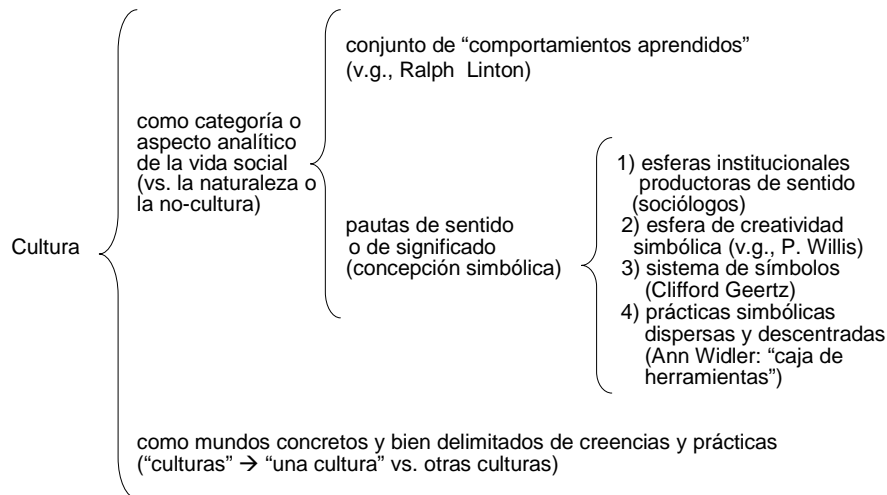 conjunto de “comportamientos aprendidos”
(v.g., Ralph Linton)
como categoría o
aspecto analítico
de la vida social
(vs. la naturaleza o
la no-cultura)
pautas de sentido
o de significado
(concepción simbólica)
1) esferas institucionales
productoras de sentido
(sociólogos)
2) esfera de creatividad
simbólica (v.g., P. Willis)
3) sistema de símbolos
(Clifford Geertz)
4) prácticas simbólicas
dispersas y descentradas
(Ann Widler: “caja de
herramientas”)
Cultura
como mundos concretos y bien delimitados de creencias y prácticas
(“culturas” → “una cultura” vs. otras culturas)